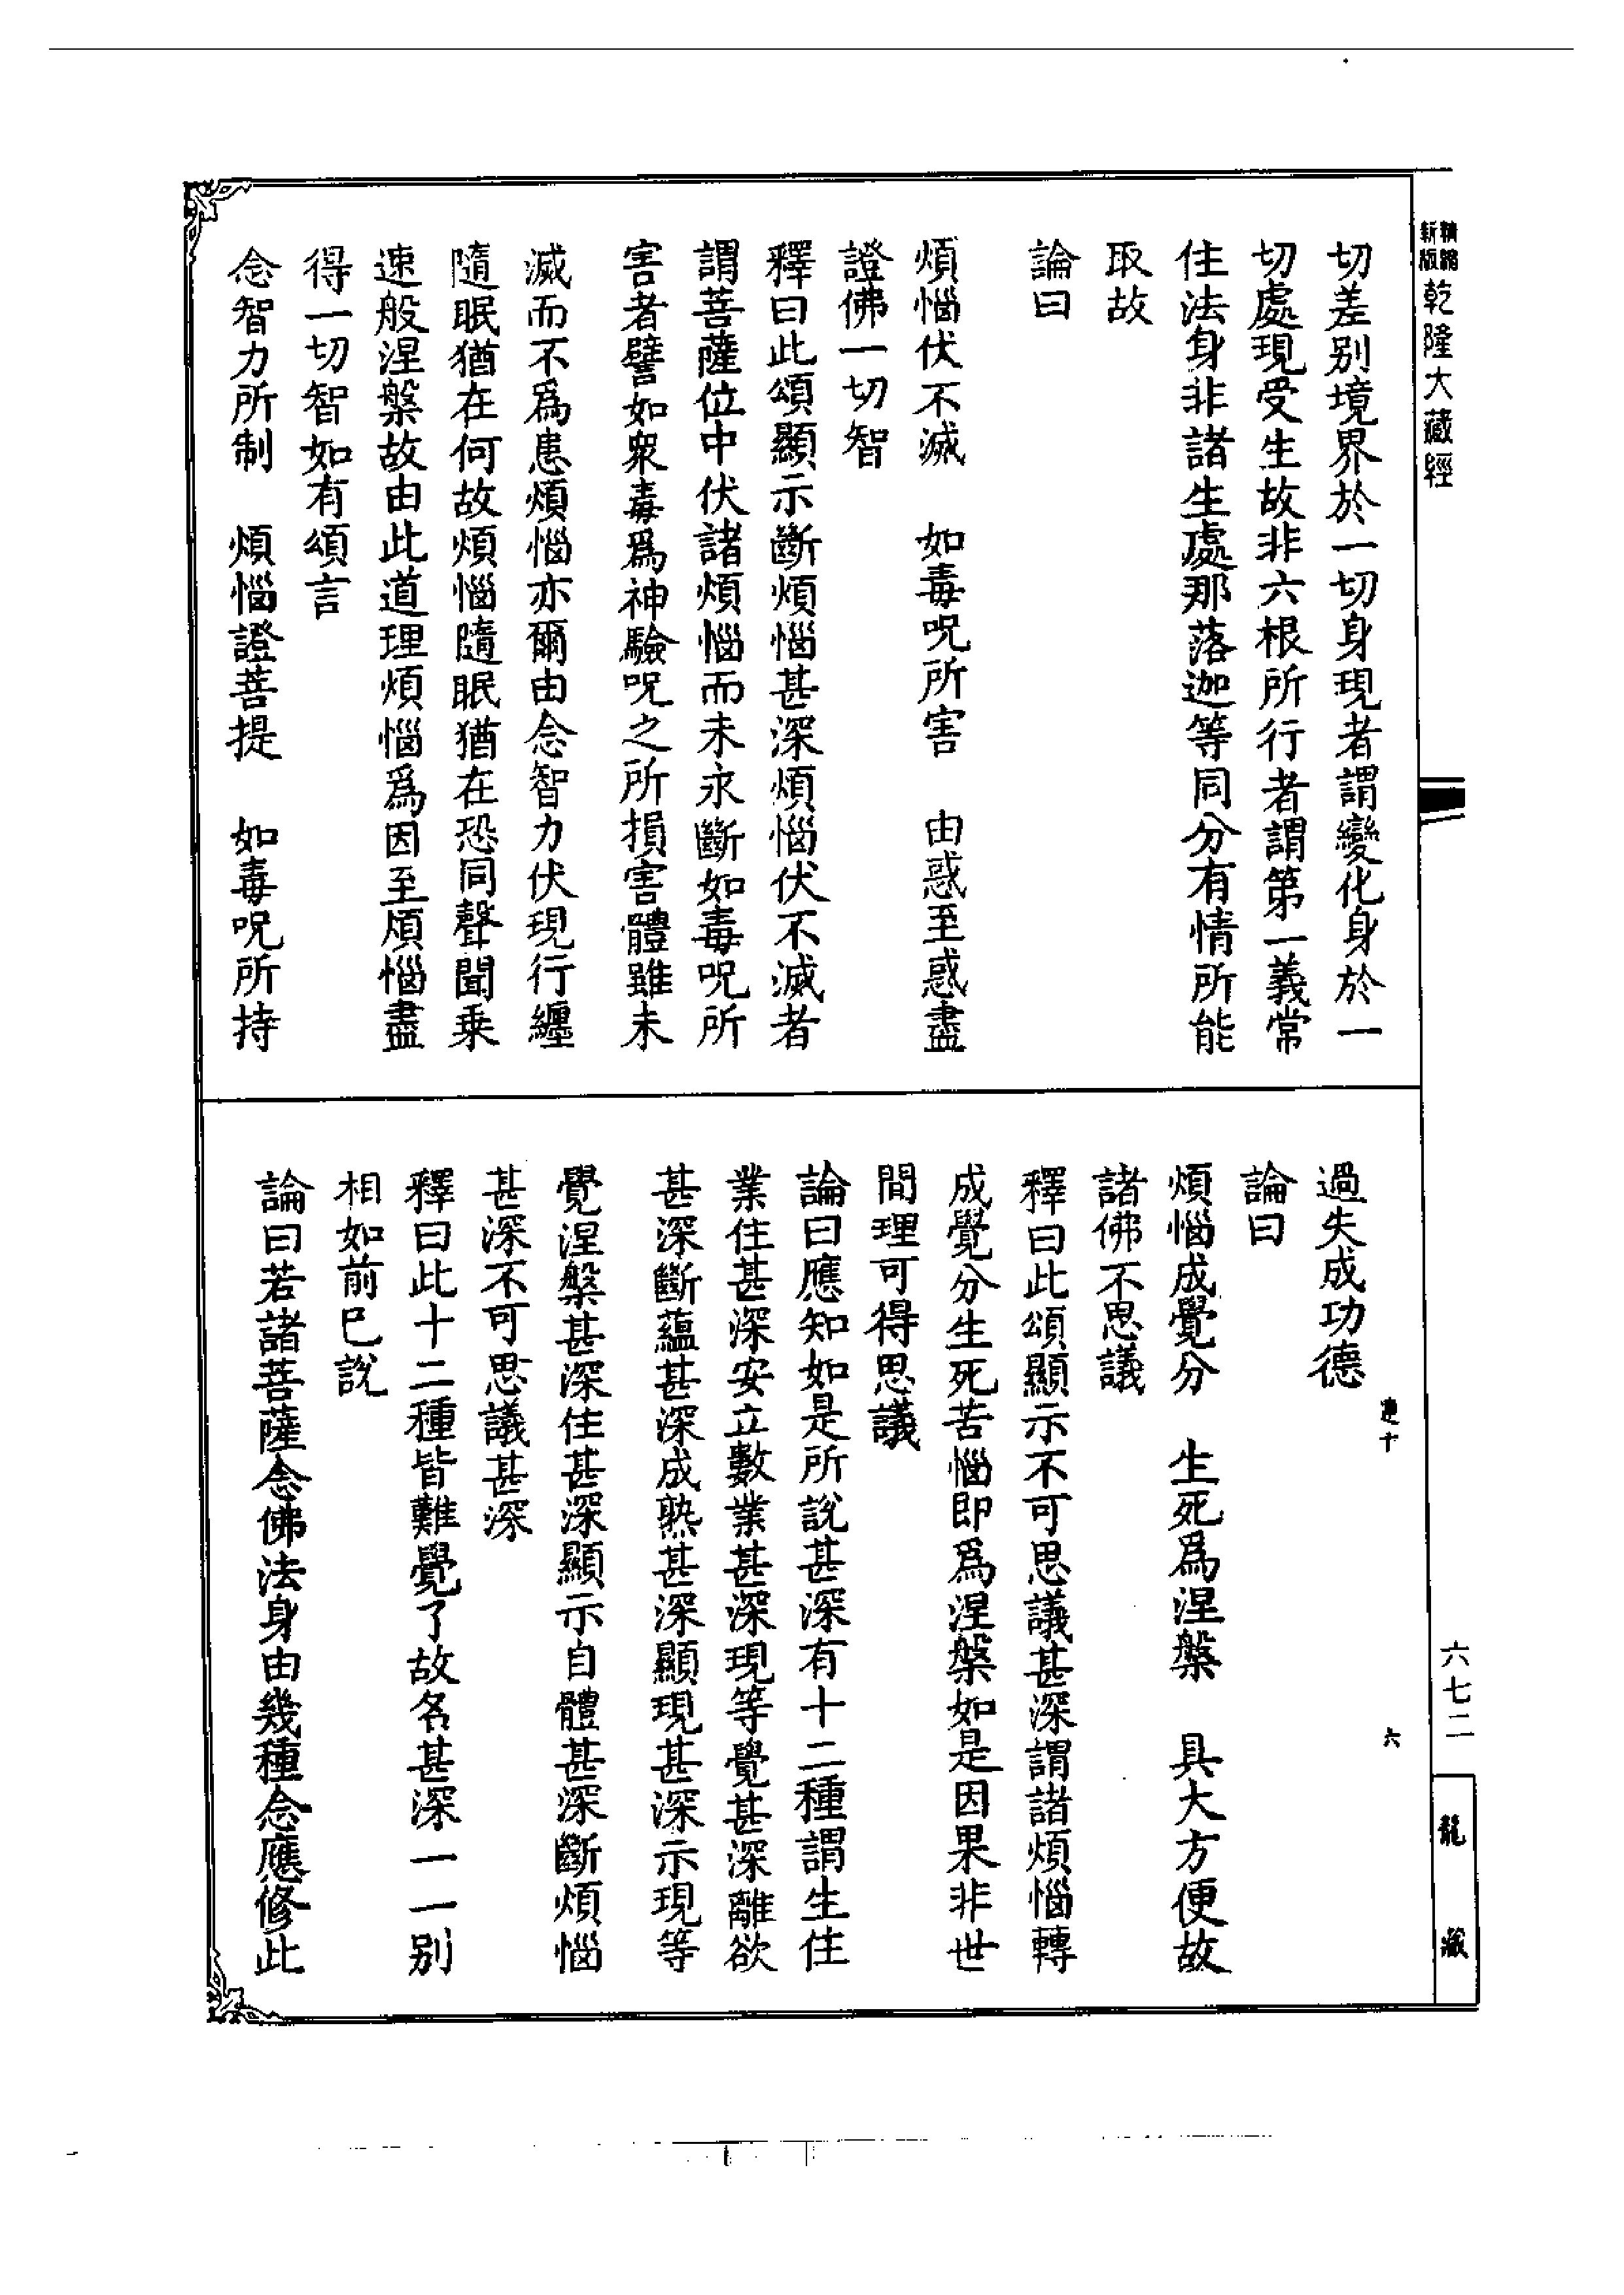 精縮
新版
乾隆大藏經
切差别境界於一切身現者謂變化身於一
切處現受生故非六根所行者謂第一義常
住法身非諸生處那落迦等同分有情所能
取故
論曰
煩惱伏不滅　如毒呪所害　由惑至惑盡
證佛一切智
釋曰此頌顯示斷煩惱甚深煩惱伏不滅者
謂菩薩位中伏諸煩惱而未永斷如毒呪所
害者譬如衆毒爲神驗呪之所損害體雖未
滅而不爲患煩惱亦爾由念智力伏現行纏
隨眠猶在何故煩惱隨眠猶在恐同聲聞乗
速般涅槃故由此道理煩惱爲因至煩惱盡
得一切智如有頌言
念智力所制　煩惱證菩提　如毒呪所持
過失成功德
論曰
煩惱成覺分　生死爲涅槃　具大方便故
諸佛不思議
釋曰此頌顯示不可思議甚深謂諸煩惱轉
成覺分生死苦惱即爲涅槃如是因果非世
間理可得思議
論曰應知如是所說甚深有十二種謂生住
業住甚深安立數業甚深現等覺甚深離欲
甚深斷蘊甚深成熟甚深顯現甚深示現等
覺涅槃甚深住甚深顯示自體甚深斷煩惱
甚深不可思議甚深
釋曰此十二種皆難覺了故名甚深一一别
相如前已說
論曰若諸菩薩念佛法身由幾種念應修此
六
六七二
龍藏